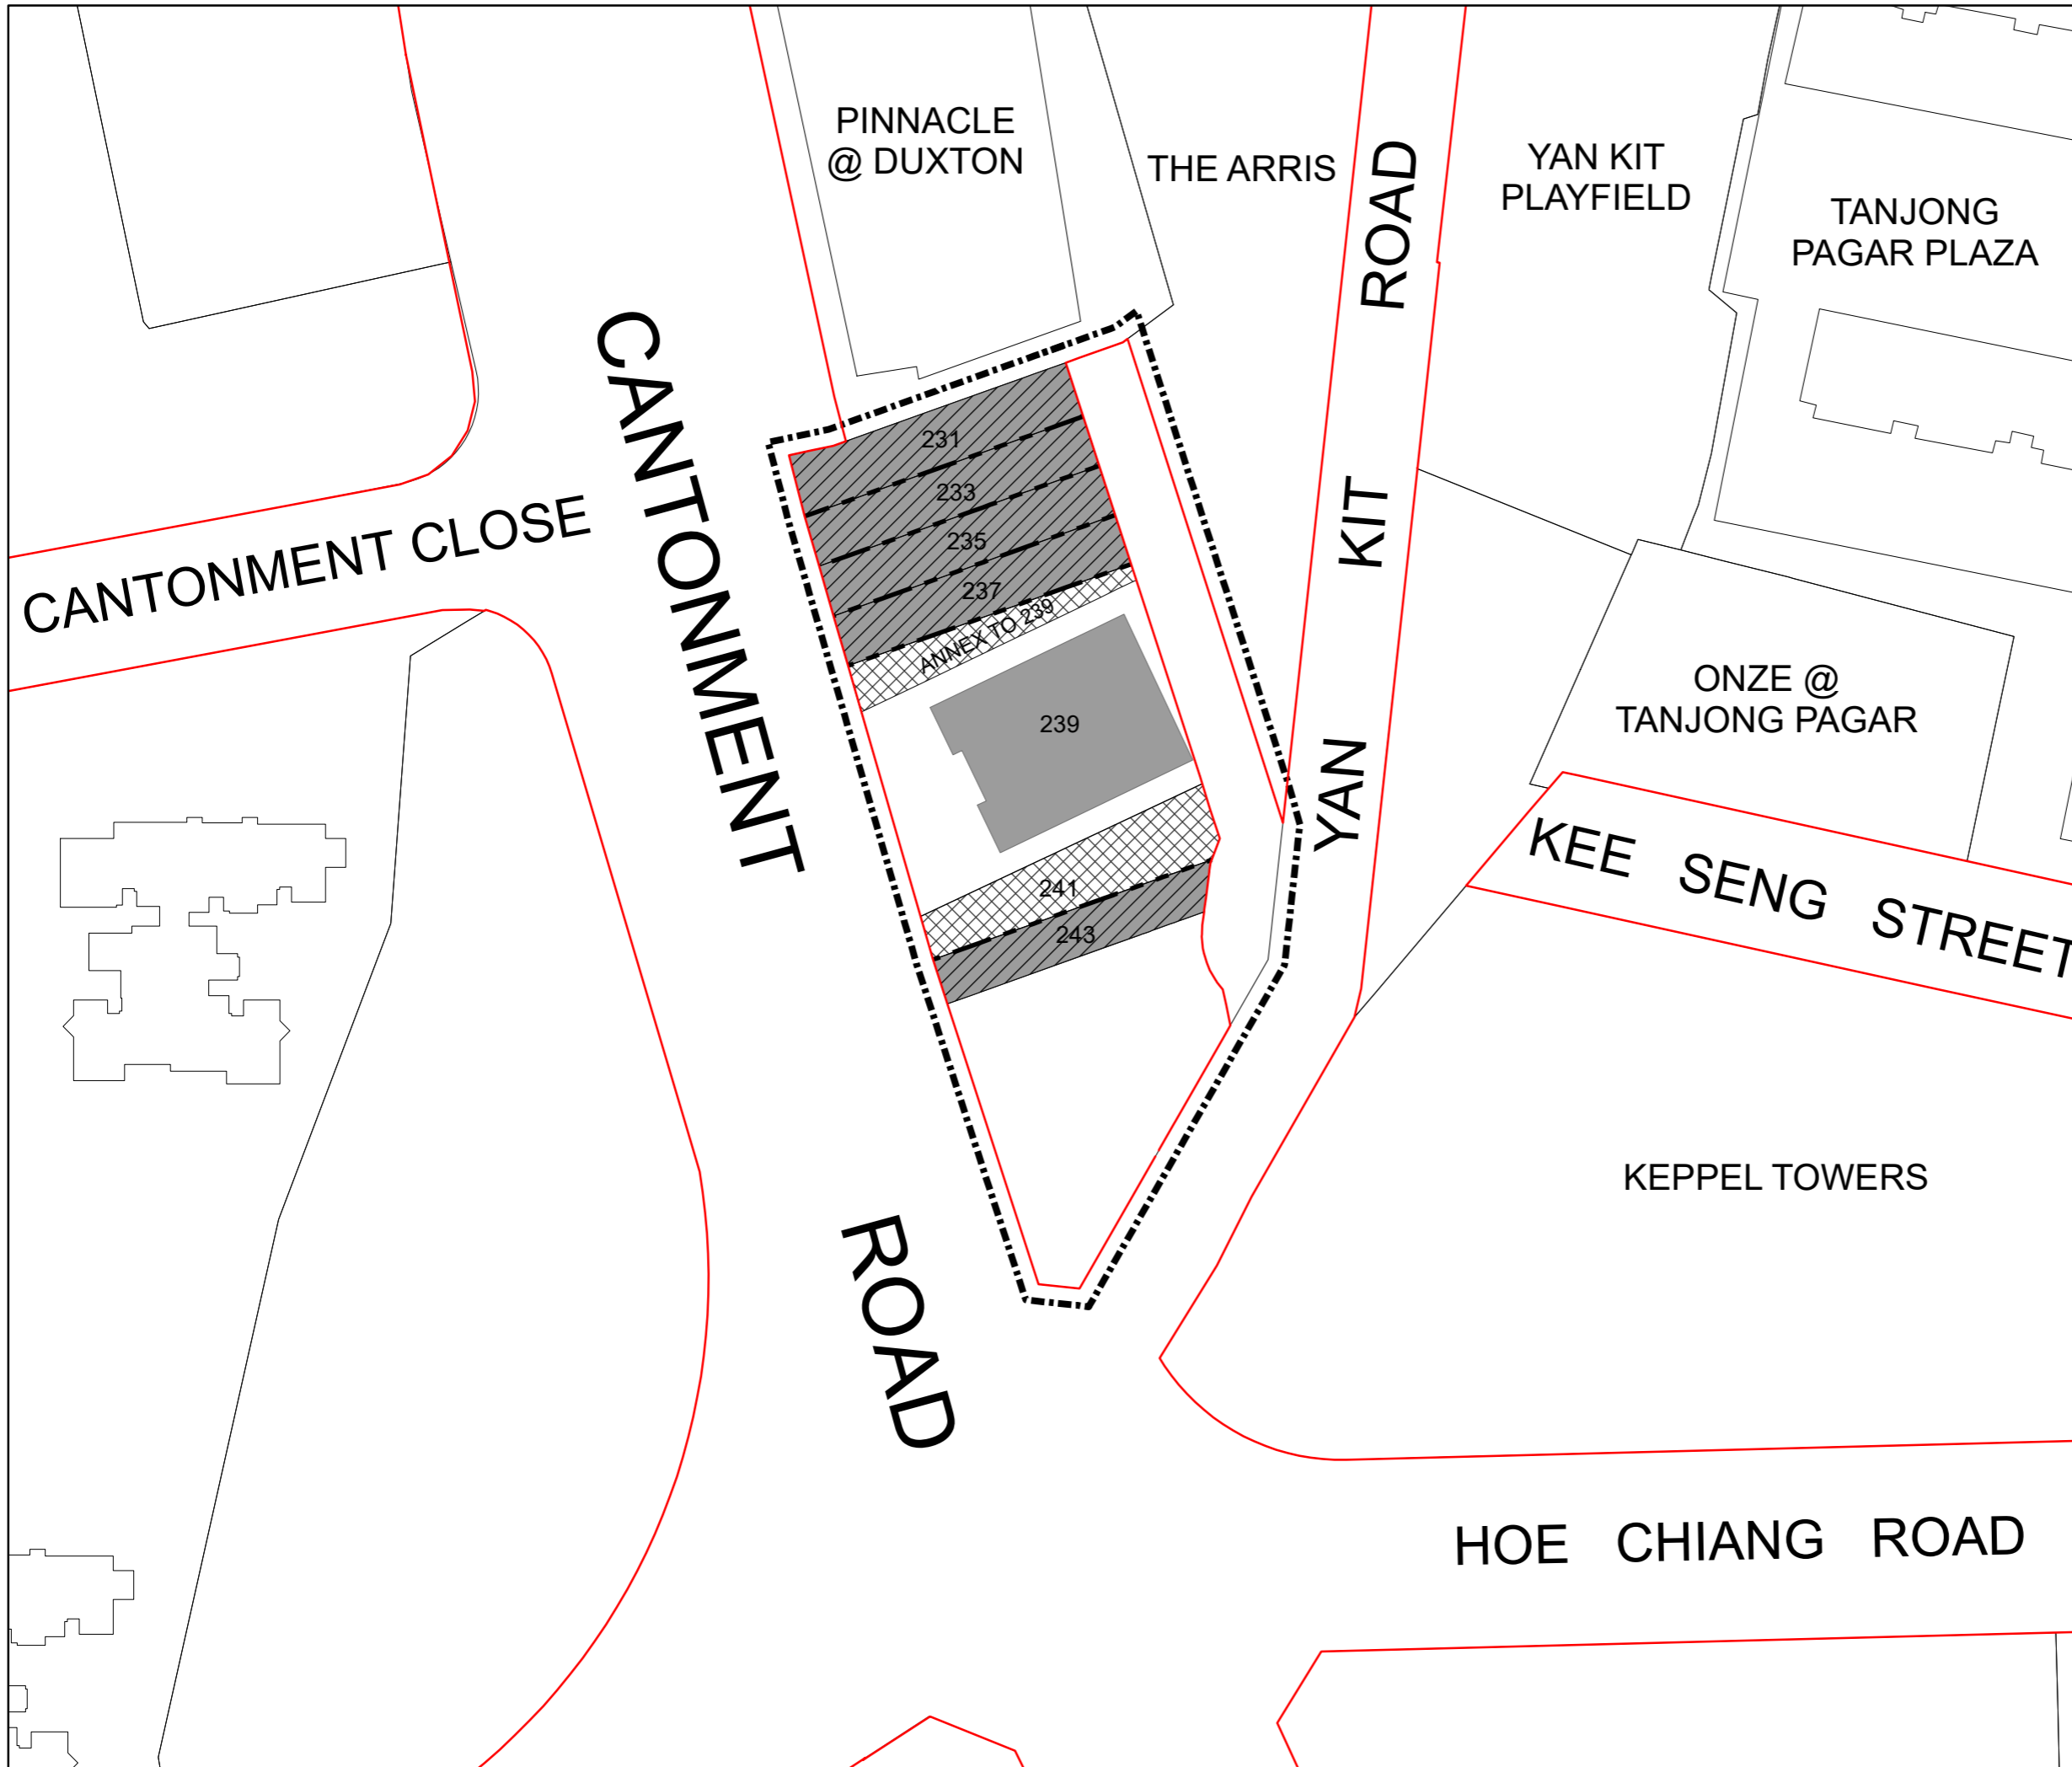 PINNACLE
@ DUXTON
THE ARRIS
YAN KIT
PLAYFIELD
TANJONG
PAGAR PLAZA
CANTONMENT ROAD
YAN KIT ROAD
CANTONMENT CLOSE
231
233
235
237
ANNEX TO 239
239
241
243
ONZE @
TANJONG PAGAR
KEE SENG STREET
KEPPEL TOWERS
HOE CHIANG ROAD